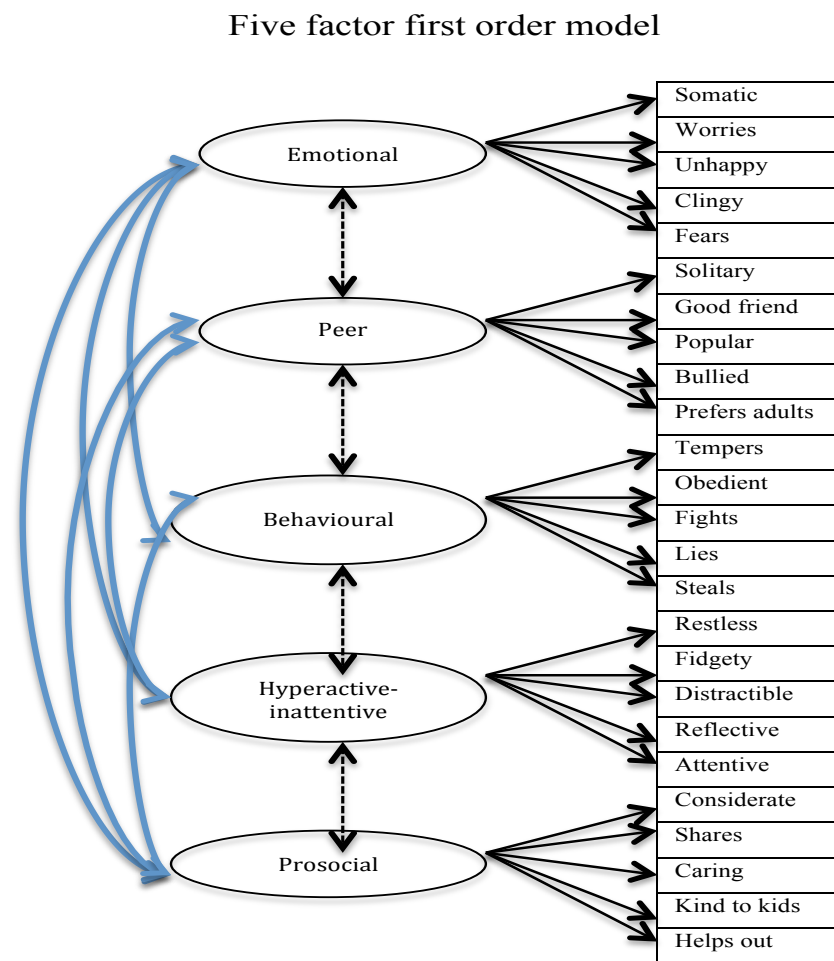 Five factor first order model
Somatic
Worries
Unhappy
Clingy
Fears
Solitary
Good friend
Popular
Bullied
Prefers adults
Tempers
Obedient
Fights
Lies
Steals
Restless
Fidgety
Distractible
Reflective
Attentive
Considerate
Shares
Caring
Kind to kids
Helps out
Emotional
Peer
Behavioural
Hyperactive-
inattentive
Prosocial